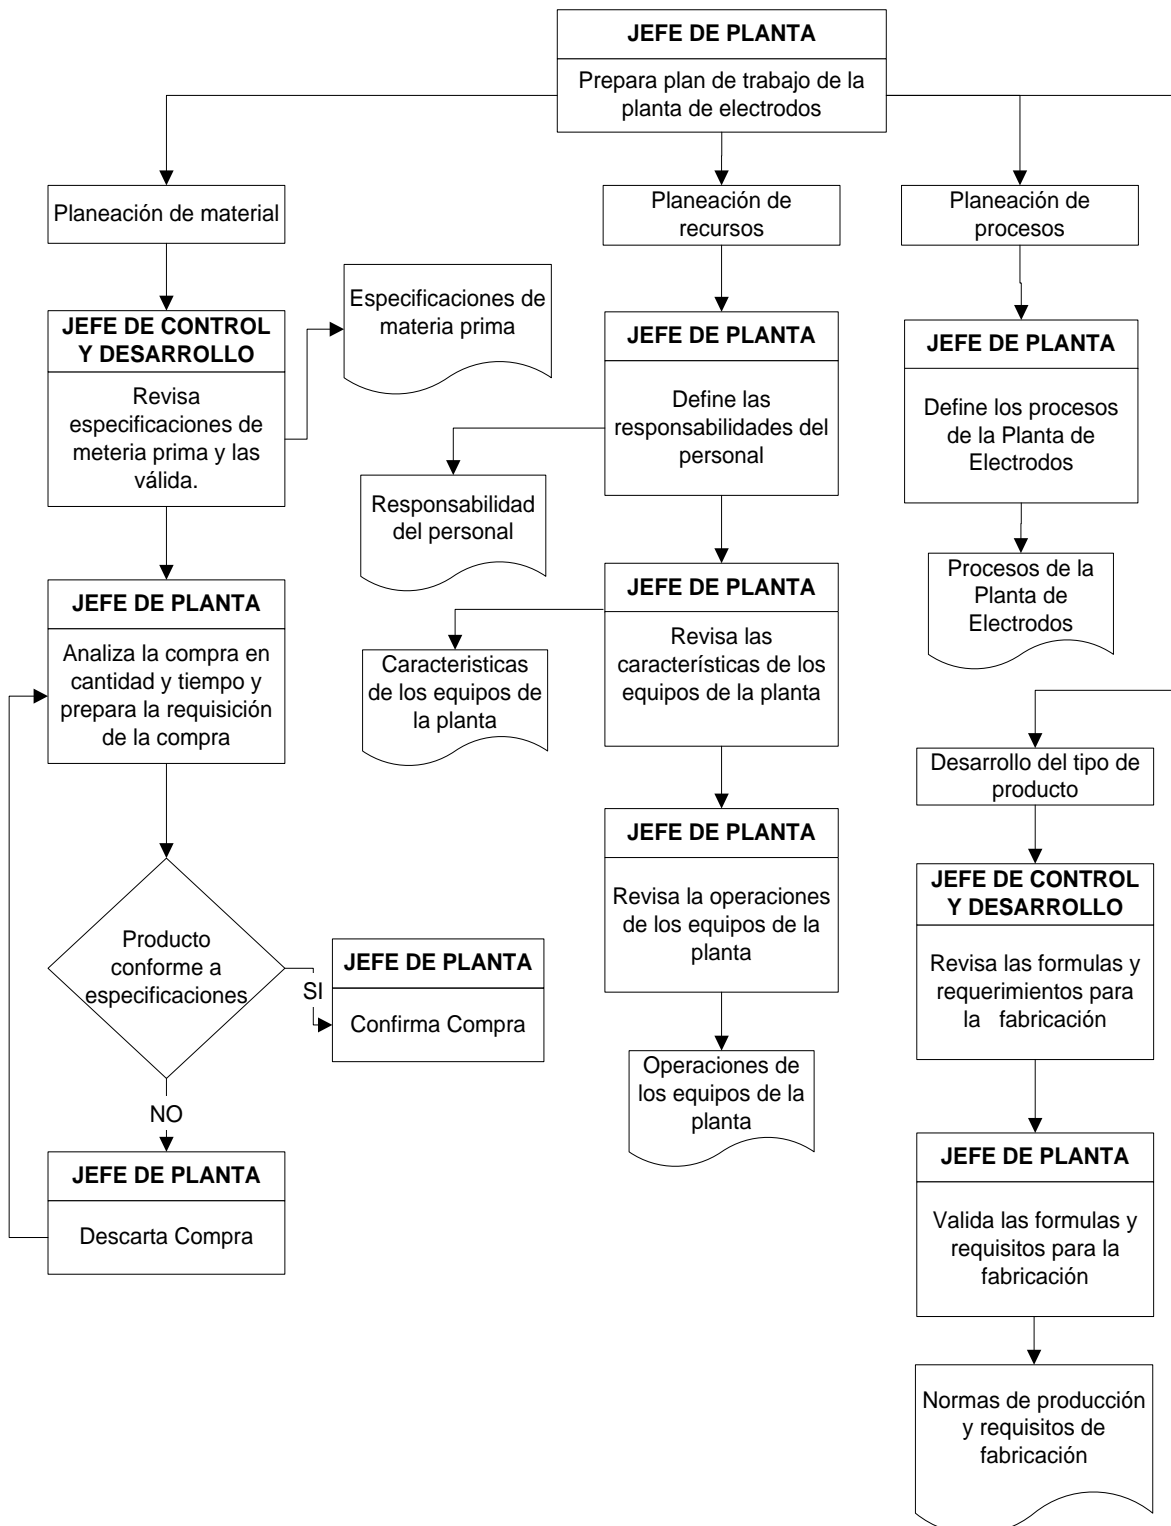 JEFE DE PLANTA
Prepara plan de trabajo de la
planta de electrodos
Planeación de material
JEFE DE CONTROL
Y DESARROLLO
Revisa
especificaciones de
meteria prima y las
válida.
Especificaciones de
materia prima
JEFE DE PLANTA
Analiza la compra en
cantidad y tiempo y
prepara la requisición
de la compra
Producto
conforme a
especificaciones
SI
JEFE DE PLANTA
Confirma Compra
NO
JEFE DE PLANTA
Descarta Compra
Planeación de
recursos
JEFE DE PLANTA
Define las
responsabilidades del
personal
Responsabilidad
del personal
JEFE DE PLANTA
Revisa las
característícas de los
equipos de la planta
Caracteristicas
de los equipos de
la planta
JEFE DE PLANTA
Revisa la operaciones
de los equipos de la
planta
Operaciones de
los equipos de la
planta
Planeación de
procesos
JEFE DE PLANTA
Define los procesos
de la Planta de
Electrodos
Procesos de la
Planta de
Electrodos
Desarrollo del tipo de
producto
JEFE DE CONTROL
Y DESARROLLO
Revisa las formulas y
requerimientos para
la fabricación
JEFE DE PLANTA
Valida las formulas y
requisitos para la
fabricación
Normas de producción
y requisitos de
fabricación